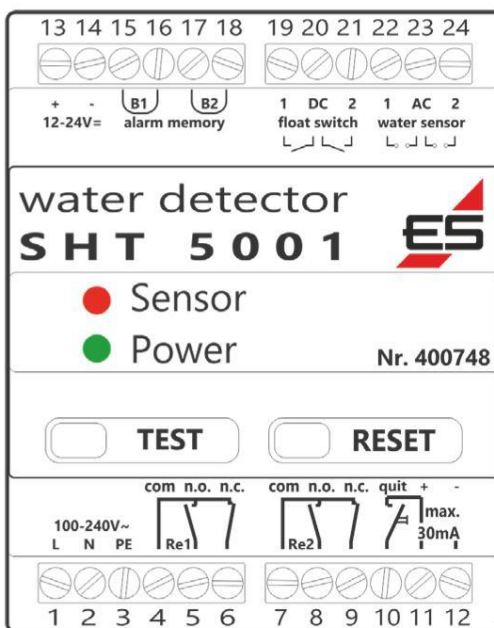 13 14 15 16 17 18 19 20 21 22 23 24
+ - B1 B2 1 DC 2 1 AC 2
12-24V= alarm memory float switch water sensor
water detector
SHT 5001 ES
Sensor
Power Nr. 400748
TEST RESET
com n.o. n.c. com n.o. n.c. quit + -
100-240V~ max.
L N PE Re1 Re2 30mA
1 2 3 4 5 6 7 8 9 10 11 12